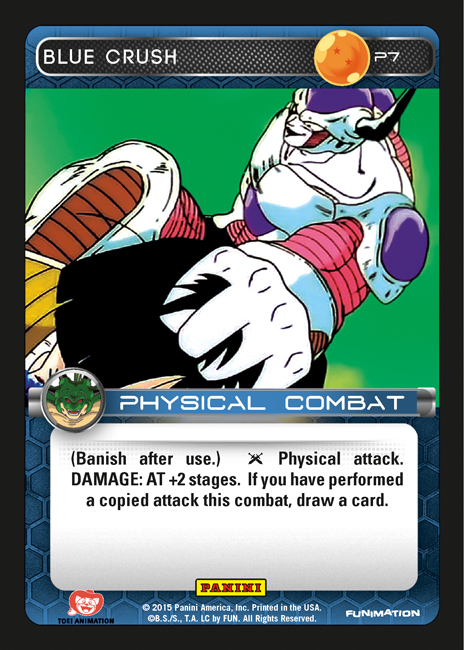 BLUE CRUSH P7
PHYSICAL COMBAT
(Banish after use.) Physical attack.
DAMAGE: AT +2 stages. If you have performed
a copied attack this combat, draw a card.
PANINI
© 2015 Panini America, Inc. Printed in the USA.
©B.S./S., T.A. LC by FUN. All Rights Reserved.
TOEI ANIMATION
FUNIMATION